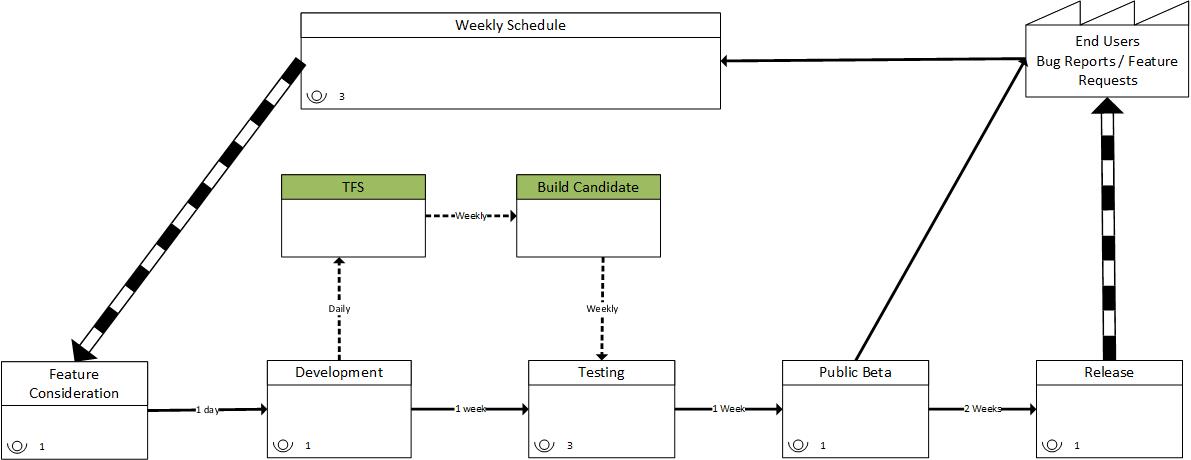 Weekly Schedule
3
End Users
Bug Reports / Feature
Requests
TFS
Weekly
Build Candidate
Daily
Weekly
Feature
Consideration
1
1 day
Development
1
1 week
Testing
3
1 Week
Public Beta
1
2 Weeks
Release
1